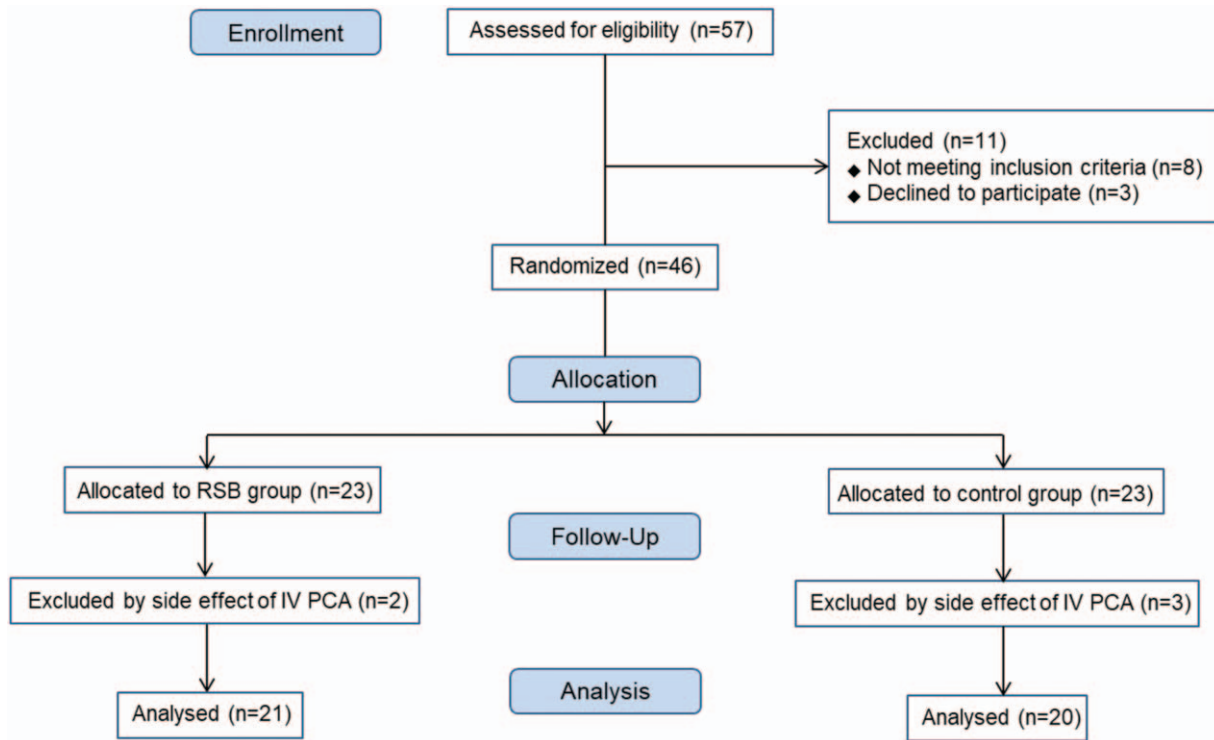 Enrollment
Assessed for eligibility (n=57)
Excluded (n=11)
◆ Not meeting inclusion criteria (n=8)
◆ Declined to participate (n=3)
Randomized (n=46)
Allocation
Allocated to RSB group (n=23)
Allocated to control group (n=23)
Follow-Up
Excluded by side effect of IV PCA (n=2)
Excluded by side effect of IV PCA (n=3)
Analysis
Analysed (n=21)
Analysed (n=20)